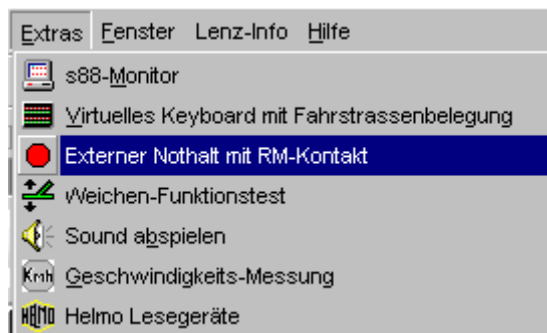 Extras Fenster Lenz-Info Hilfe
s88-Monitor
Virtuelles Keyboard mit Fahrstrassenbelegung
Externer Nothalt mit RM-Kontakt
Weichen-Funktionstest
Sound abspielen
Kmh Geschwindigkeits-Messung
HELMO Helmo Lesegeräte